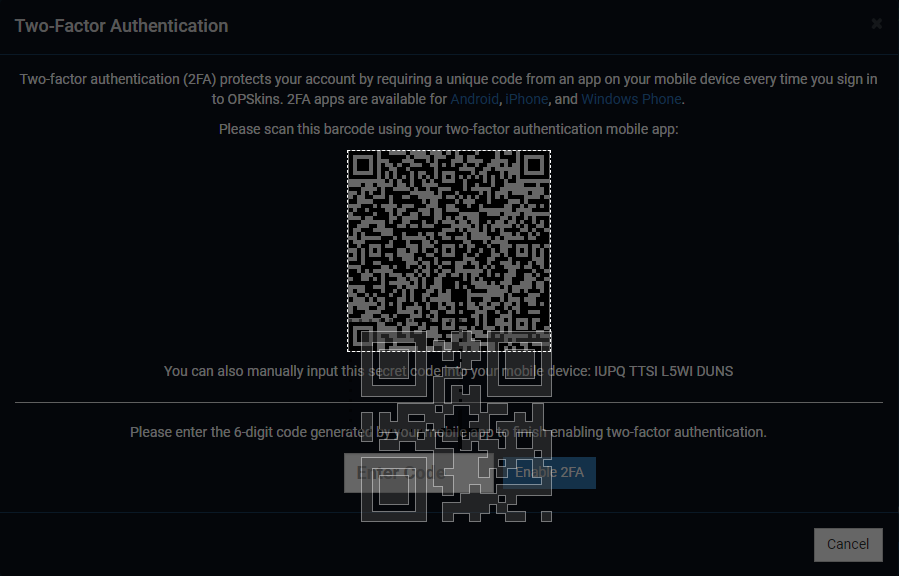 Two-Factor Authentication
×
Two-factor authentication (2FA) protects your account by requiring a unique code from an app on your mobile device every time you sign in
to OPSkins. 2FA apps are available for Android, iPhone, and Windows Phone.
Please scan this barcode using your two-factor authentication mobile app:
You can also manually input this secret code into your mobile device: IUPQ TTSI L5WI DUNS
Please enter the 6-digit code generated by your mobile app to finish enabling two-factor authentication.
Enter Code
Enable 2FA
Cancel